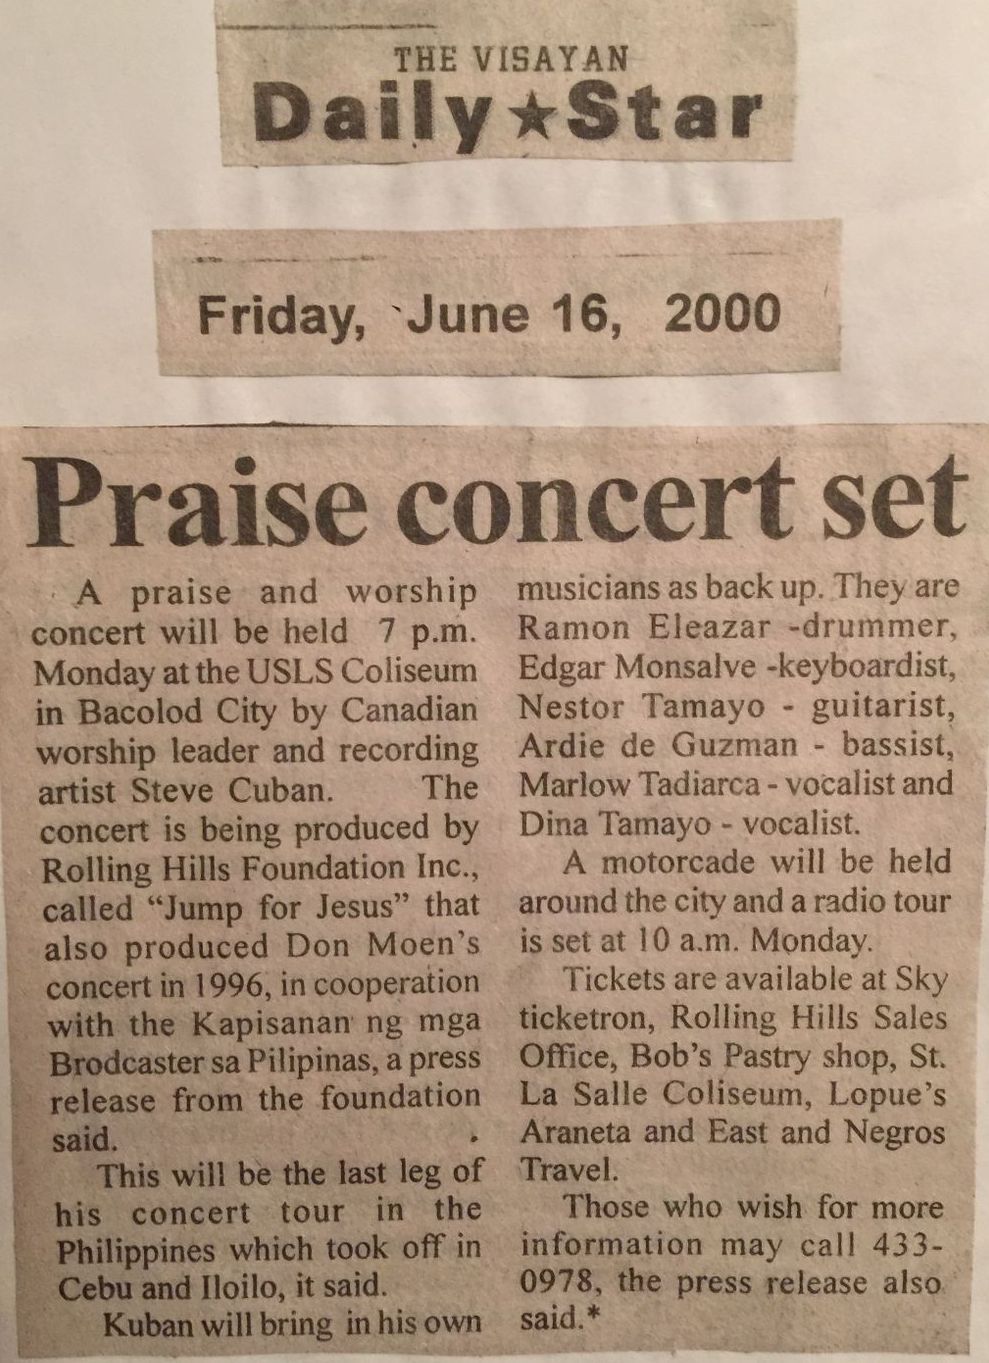 THE VISAYAN
Daily★Star
Friday, June 16, 2000
Praise concert set
A praise and worship
concert will be held 7 p.m.
Monday at the USLS Coliseum
in Bacolod City by Canadian
worship leader and recording
artist Steve Cuban. The
concert is being produced by
Rolling Hills Foundation Inc.,
called “Jump for Jesus” that
also produced Don Moen’s
concert in 1996, in cooperation
with the Kapisanan ng mga
Brodcaster sa Pilipinas, a press
release from the foundation
said.
This will be the last leg of
his concert tour in the
Philippines which took off in
Cebu and Iloilo, it said.
Kuban will bring in his own
musicians as back up. They are
Ramon Eleazar -drummer,
Edgar Monsalve -keyboardist,
Nestor Tamayo - guitarist,
Ardie de Guzman - bassist,
Marlow Tadiarca - vocalist and
Dina Tamayo - vocalist.
A motorcade will be held
around the city and a radio tour
is set at 10 a.m. Monday.
Tickets are available at Sky
ticketron, Rolling Hills Sales
Office, Bob’s Pastry shop, St.
La Salle Coliseum, Lopue’s
Araneta and East and Negros
Travel.
Those who wish for more
information may call 433-
0978, the press release also
said.*